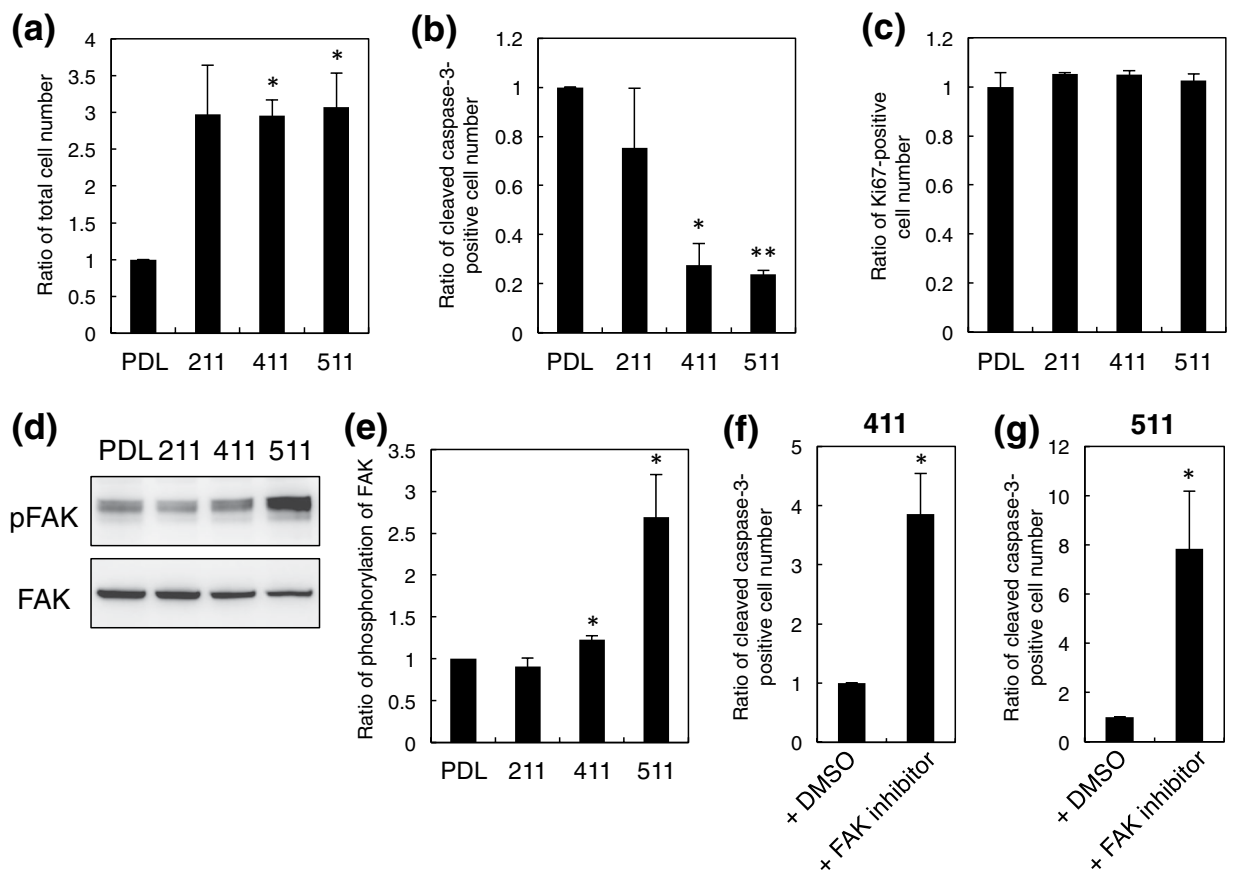 (a)
Ratio of total cell number
4
3.5
3
2.5
2
1.5
1
0.5
0
*
*
PDL 211 411 511
(b)
Ratio of cleaved caspase-3-
positive cell number
1.2
1
0.8
0.6
0.4
0.2
0
*
**
PDL 211 411 511
(c)
Ratio of Ki67-positive
cell number
1.2
1
0.8
0.6
0.4
0.2
0
PDL 211 411 511
(d)
PDL 211 411 511
pFAK
FAK
(e)
Ratio of phosphorylation of FAK
3.5
3
2.5
2
1.5
1
0.5
0
*
*
PDL 211 411 511
(f)
411
Ratio of cleaved caspase-3-
positive cell number
5
4
3
2
1
0
*
+ DMSO
+ FAK inhibitor
(g)
511
Ratio of cleaved caspase-3-
positive cell number
12
10
8
6
4
2
0
*
+ DMSO
+ FAK inhibitor